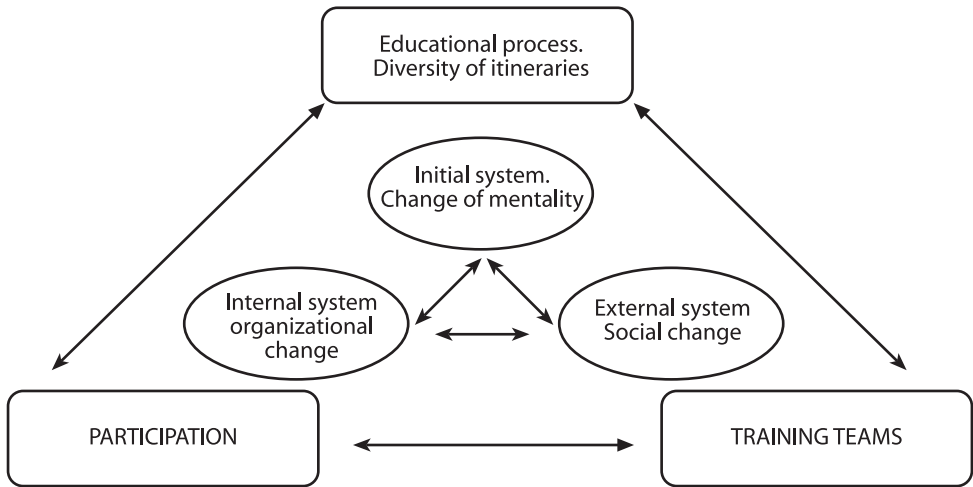 Educational process.
Diversity of itineraries
Initial system.
Change of mentality
Internal system
organizational
change
External system
Social change
PARTICIPATION
TRAINING TEAMS